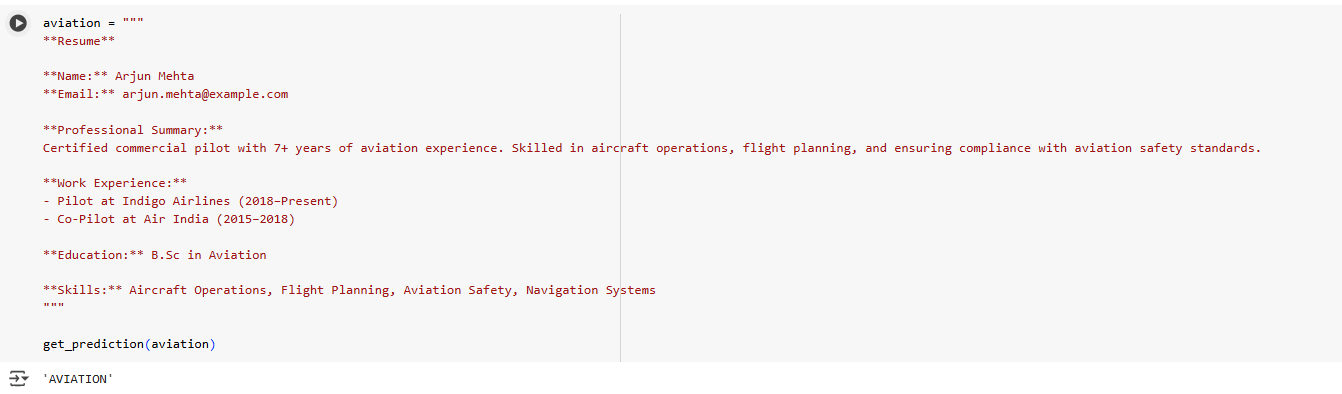 aviation = """
**Resume**
**Name:** Arjun Mehta
**Email:** arjun.mehta@example.com
**Professional Summary:**
Certified commercial pilot with 7+ years of aviation experience. Skilled in aircraft operations, flight planning, and ensuring compliance with aviation safety standards.
**Work Experience:**
- Pilot at Indigo Airlines (2018–Present)
- Co-Pilot at Air India (2015–2018)
**Education:** B.Sc in Aviation
**Skills:** Aircraft Operations, Flight Planning, Aviation Safety, Navigation Systems
"""
get_prediction(aviation)
'AVIATION'